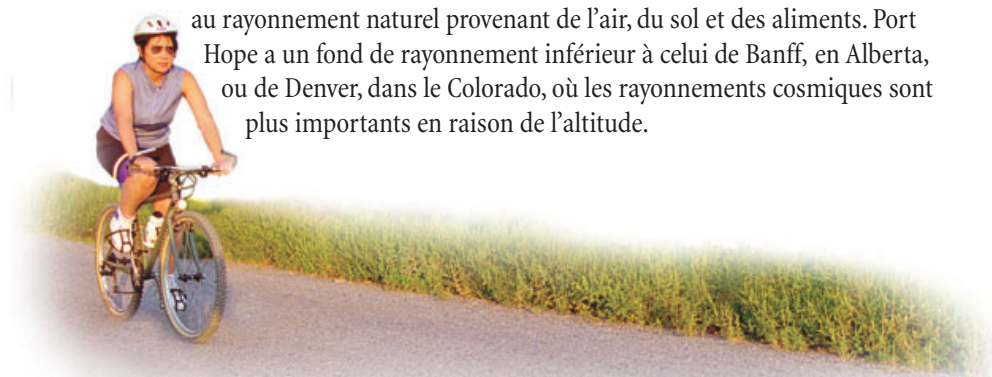 au rayonnement naturel provenant de l’air, du sol et des aliments. Port
Hope a un fond de rayonnement inférieur à celui de Banff, en Alberta,
ou de Denver, dans le Colorado, où les rayonnements cosmiques sont
plus importants en raison de l’altitude.